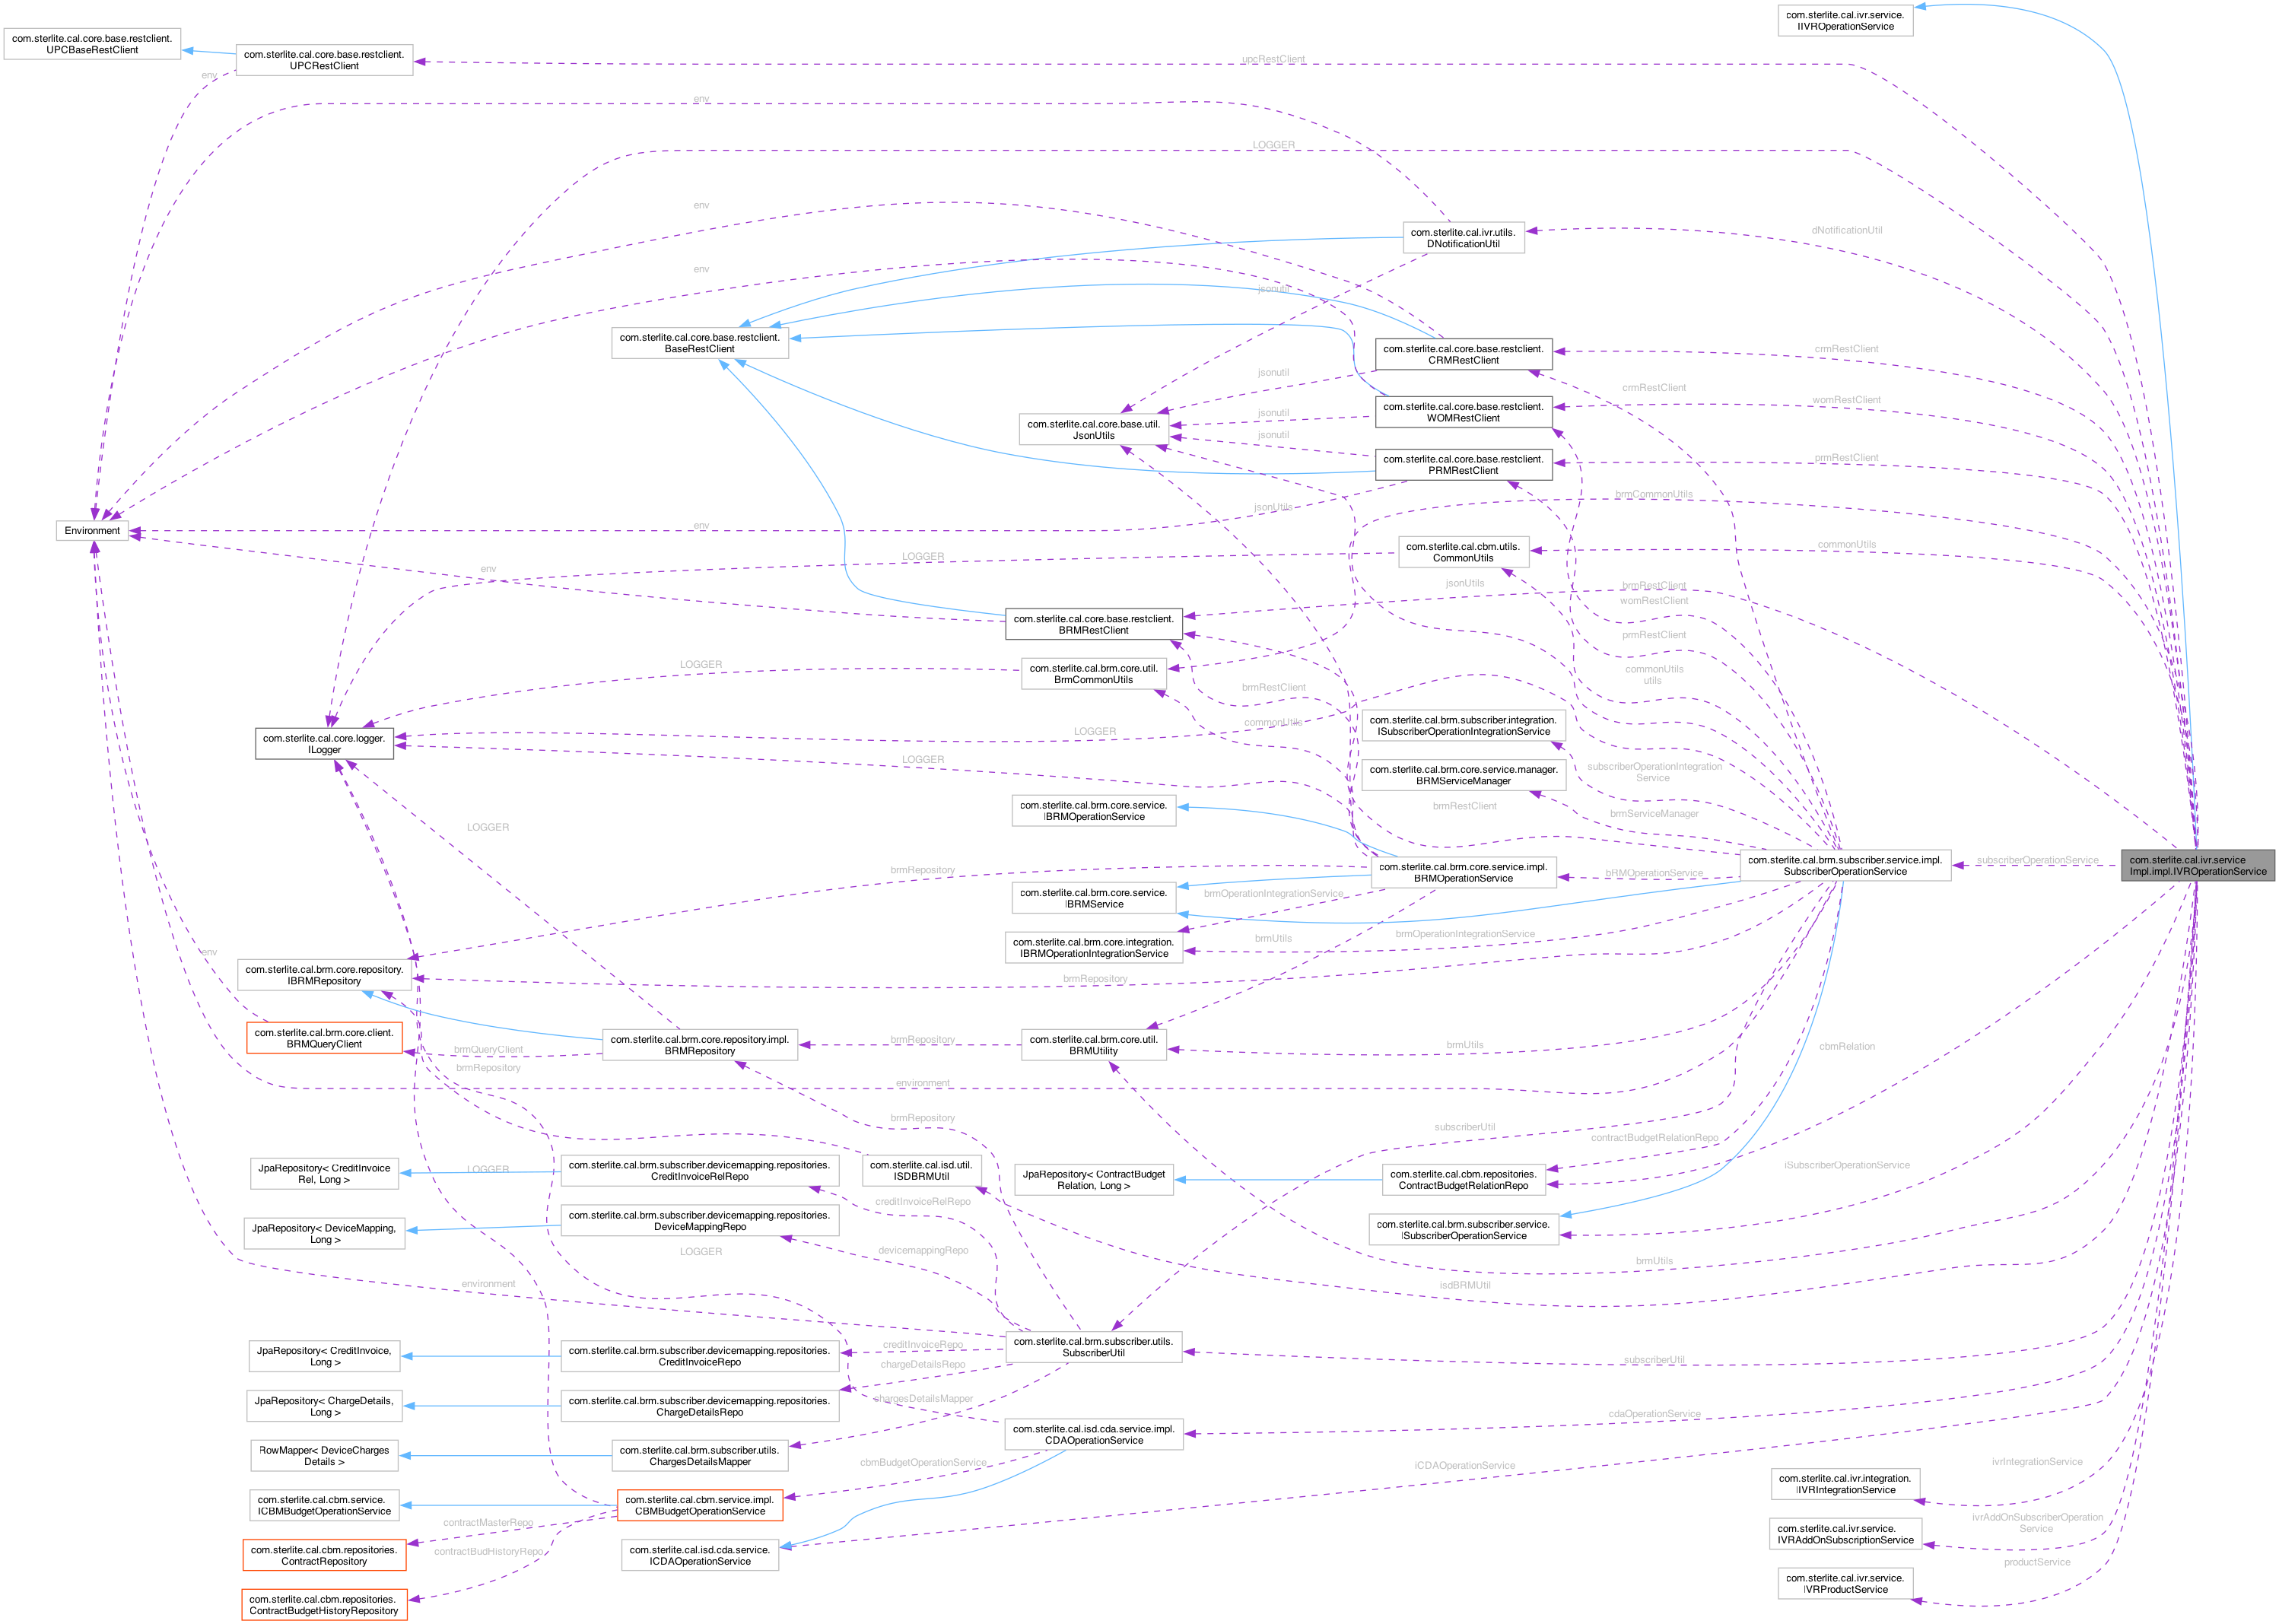 com.sterlite.cal.ivr.service.
IIVROperationService
com.sterlite.cal.core.base.restclient.
UPCBaseRestClient
com.sterlite.cal.core.base.restclient.
UPCRestClient
upcRestClient
env
env
LOGGER
env
com.sterlite.cal.ivr.utils.
DNotificationUtil
dNotificationUtil
env
jsonutil
com.sterlite.cal.core.base.restclient.
BaseRestClient
com.sterlite.cal.core.base.restclient.
CRMRestClient
crmRestClient
jsonutil
crmRestClient
com.sterlite.cal.core.base.restclient.
WOMRestClient
womRestClient
com.sterlite.cal.core.base.util.
JsonUtils
jsonutil
jsonutil
com.sterlite.cal.core.base.restclient.
PRMRestClient
prmRestClient
brmCommonUtils
jsonUtils
Environment
env
com.sterlite.cal.cbm.utils.
CommonUtils
commonUtils
LOGGER
env
jsonUtils
brmRestClient
womRestClient
com.sterlite.cal.core.base.restclient.
BRMRestClient
prmRestClient
com.sterlite.cal.brm.core.util.
BrmCommonUtils
LOGGER
commonUtils
utils
brmRestClient
commonUtils
com.sterlite.cal.brm.subscriber.integration.
ISubscriberOperationIntegrationService
LOGGER
com.sterlite.cal.core.logger.
ILogger
LOGGER
com.sterlite.cal.brm.core.service.manager.
BRMServiceManager
subscriberOperationIntegration
Service
com.sterlite.cal.brm.core.service.
IBRMOperationService
brmRestClient
brmServiceManager
LOGGER
com.sterlite.cal.brm.core.service.impl.
BRMOperationService
bRMOperationService
com.sterlite.cal.brm.subscriber.service.impl.
SubscriberOperationService
subscriberOperationService
com.sterlite.cal.ivr.service
Impl.impl.IVROperationService
brmRepository
com.sterlite.cal.brm.core.service.
IBRMService
brmOperationIntegrationService
com.sterlite.cal.brm.core.integration.
IBRMOperationIntegrationService
brmUtils
brmOperationIntegrationService
env
com.sterlite.cal.brm.core.repository.
IBRMRepository
brmRepository
com.sterlite.cal.brm.core.client.
BRMQueryClient
brmQueryClient
com.sterlite.cal.brm.core.repository.impl.
BRMRepository
brmRepository
com.sterlite.cal.brm.core.util.
BRMUtility
brmUtils
cbmRelation
brmRepository
environment
brmRepository
subscriberUtil
contractBudgetRelationRepo
JpaRepository< CreditInvoice
Rel, Long >
LOGGER
com.sterlite.cal.brm.subscriber.devicemapping.repositories.
CreditInvoiceRelRepo
com.sterlite.cal.isd.util.
ISDBRMUtil
JpaRepository< ContractBudget
Relation, Long >
com.sterlite.cal.cbm.repositories.
ContractBudgetRelationRepo
iSubscriberOperationService
creditInvoiceRelRepo
JpaRepository< DeviceMapping,
Long >
com.sterlite.cal.brm.subscriber.devicemapping.repositories.
DeviceMappingRepo
com.sterlite.cal.brm.subscriber.service.
ISubscriberOperationService
LOGGER
devicemappingRepo
brmUtils
environment
isdBRMUtil
com.sterlite.cal.brm.subscriber.utils.
SubscriberUtil
JpaRepository< CreditInvoice,
Long >
com.sterlite.cal.brm.subscriber.devicemapping.repositories.
CreditInvoiceRepo
creditInvoiceRepo
chargeDetailsRepo
subscriberUtil
JpaRepository< ChargeDetails,
Long >
com.sterlite.cal.brm.subscriber.devicemapping.repositories.
ChargeDetailsRepo
chargesDetailsMapper
cdaOperationService
com.sterlite.cal.isd.cda.service.impl.
CDAOperationService
RowMapper< DeviceCharges
Details >
com.sterlite.cal.brm.subscriber.utils.
ChargesDetailsMapper
cbmBudgetOperationService
iCDAOperationService
ivrIntegrationService
com.sterlite.cal.ivr.integration.
IIVRIntegrationService
com.sterlite.cal.cbm.service.
ICBMBudgetOperationService
com.sterlite.cal.cbm.service.impl.
CBMBudgetOperationService
contractMasterRepo
ivrAddOnSubscriberOperation
Service
com.sterlite.cal.ivr.service.
IVRAddOnSubscriptionService
com.sterlite.cal.cbm.repositories.
ContractRepository
contractBudHistoryRepo
com.sterlite.cal.isd.cda.service.
ICDAOperationService
productService
com.sterlite.cal.ivr.service.
IVRProductService
com.sterlite.cal.cbm.repositories.
ContractBudgetHistoryRepository